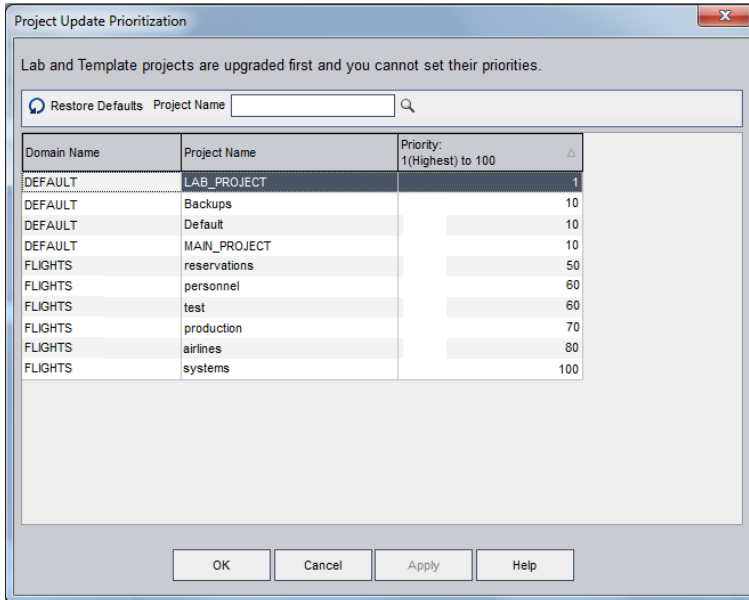 Project Update Prioritization
Lab and Template projects are upgraded first and you cannot set their priorities.
Restore Defaults Project Name
Domain Name Project Name Priority:
1(Highest) to 100
DEFAULT LAB_PROJECT 1
DEFAULT Backups 10
DEFAULT Default 10
DEFAULT MAIN_PROJECT 10
FLIGHTS reservations 50
FLIGHTS personnel 60
FLIGHTS test 60
FLIGHTS production 70
FLIGHTS airlines 80
FLIGHTS systems 100
OK Cancel Apply Help